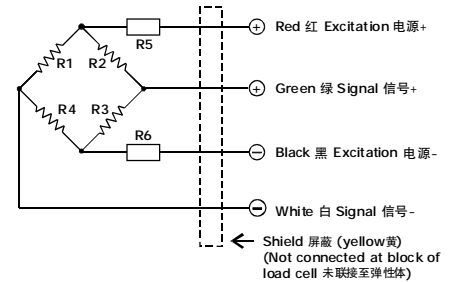 R5
Red 红 Excitation 电源+
R1
R2
Green 绿 Signal 信号+
R4
R3
R6
Black 黑 Excitation 电源-
White 白 Signal 信号-
Shield 屏蔽 (yellow黄)
(Not connected at block of
load cell 未联接至弹性体)